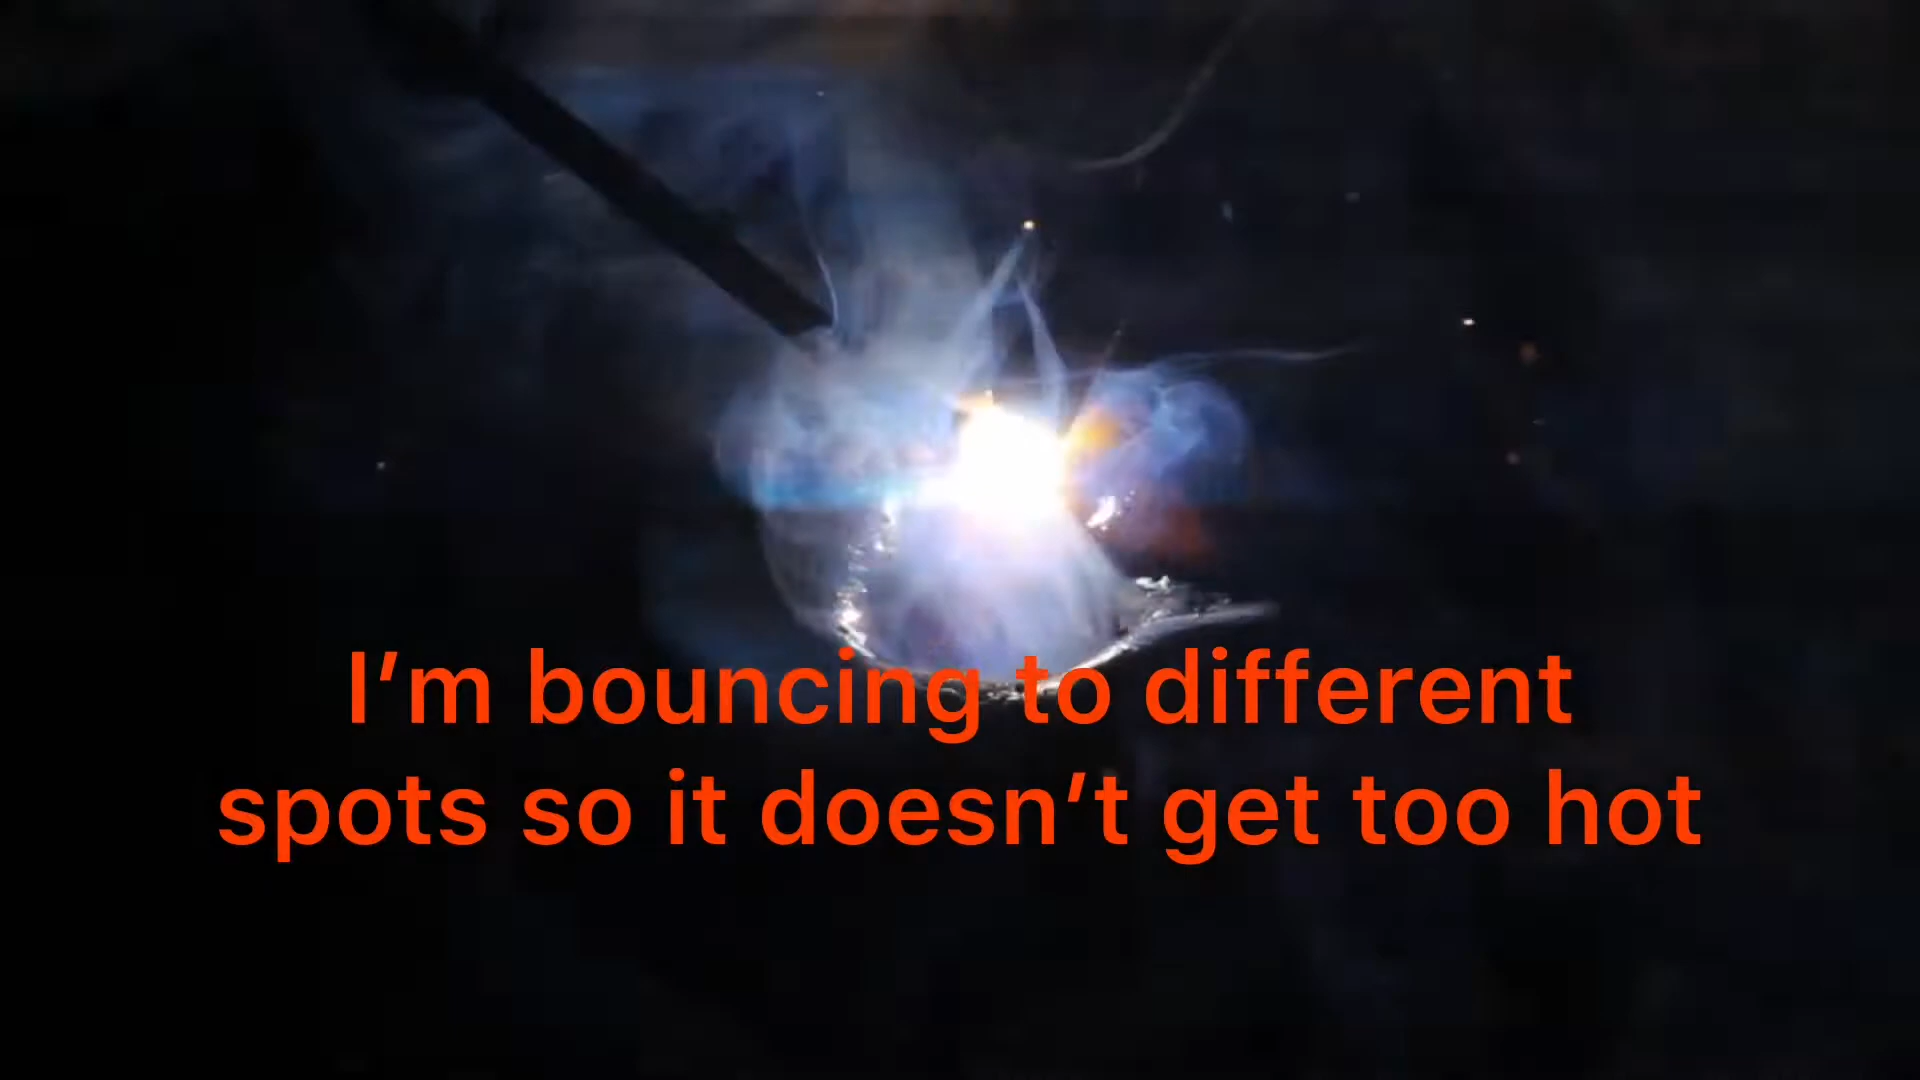 I’m bouncing to different
spots so it doesn’t get too hot